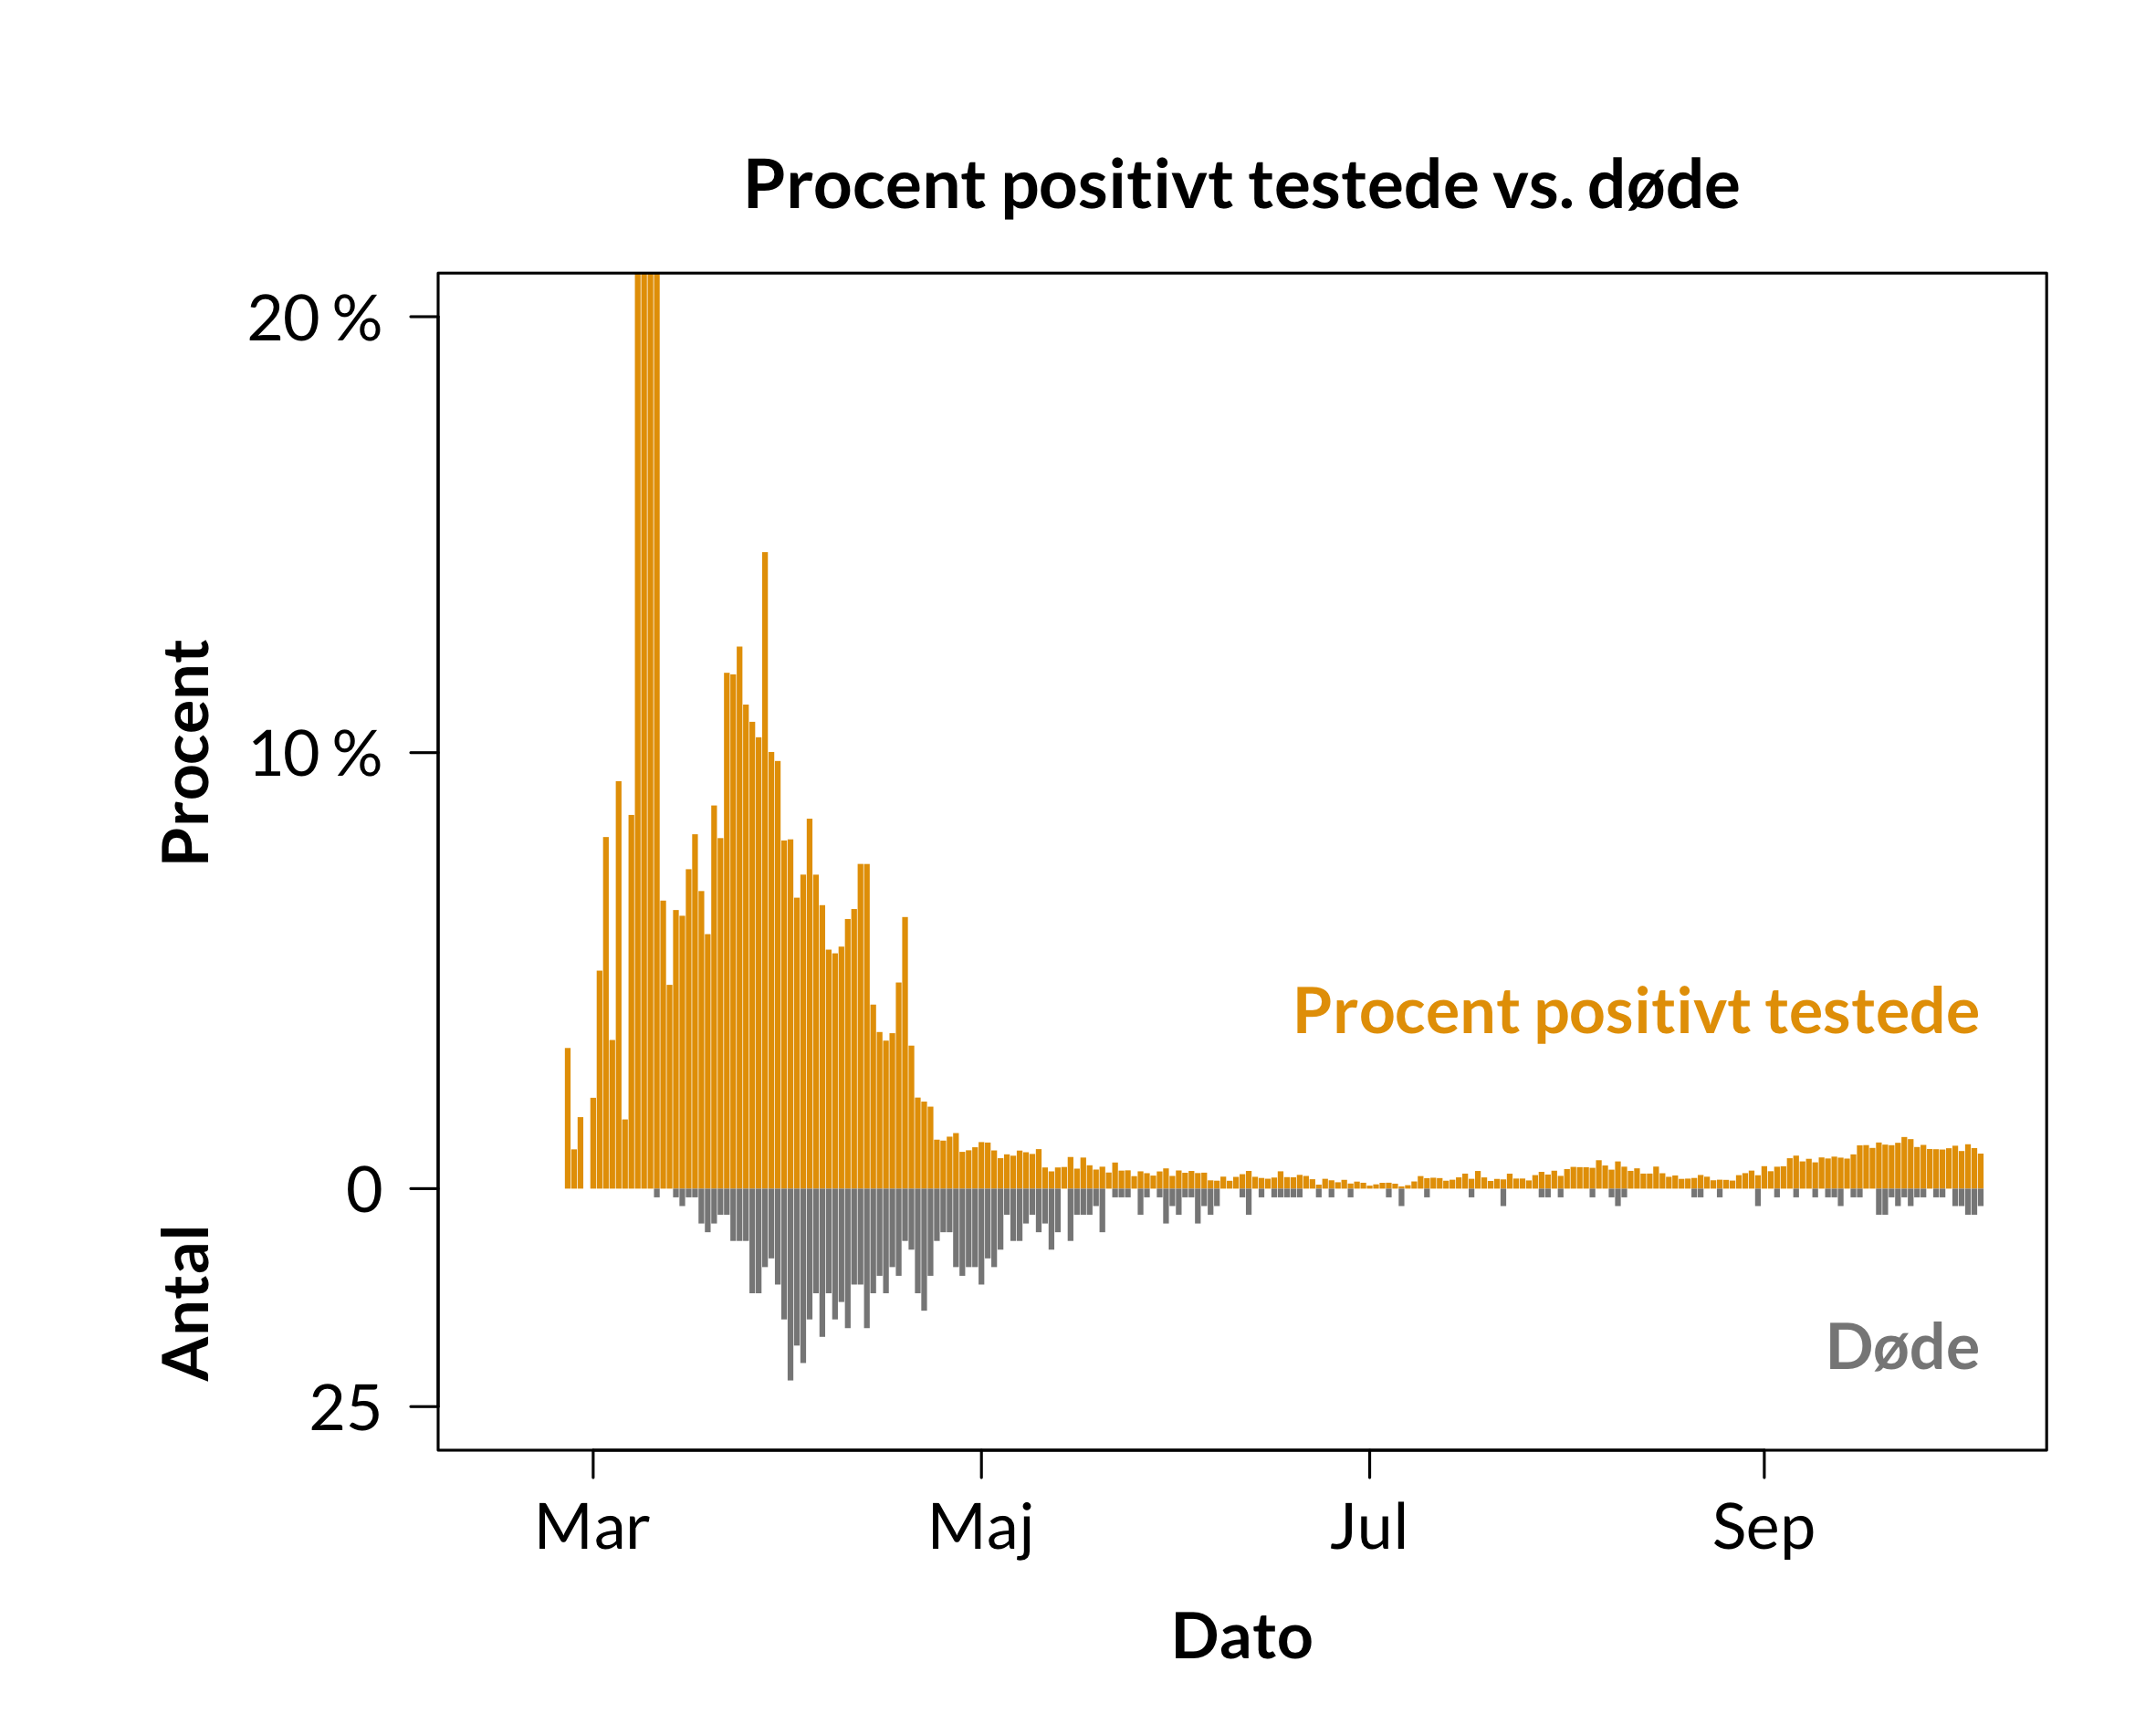 Procent positivt testede vs. døde
20 %
10 %
0
25
Procent
Antal
Procent positivt testede
Døde
Mar
Maj
Jul
Sep
Dato